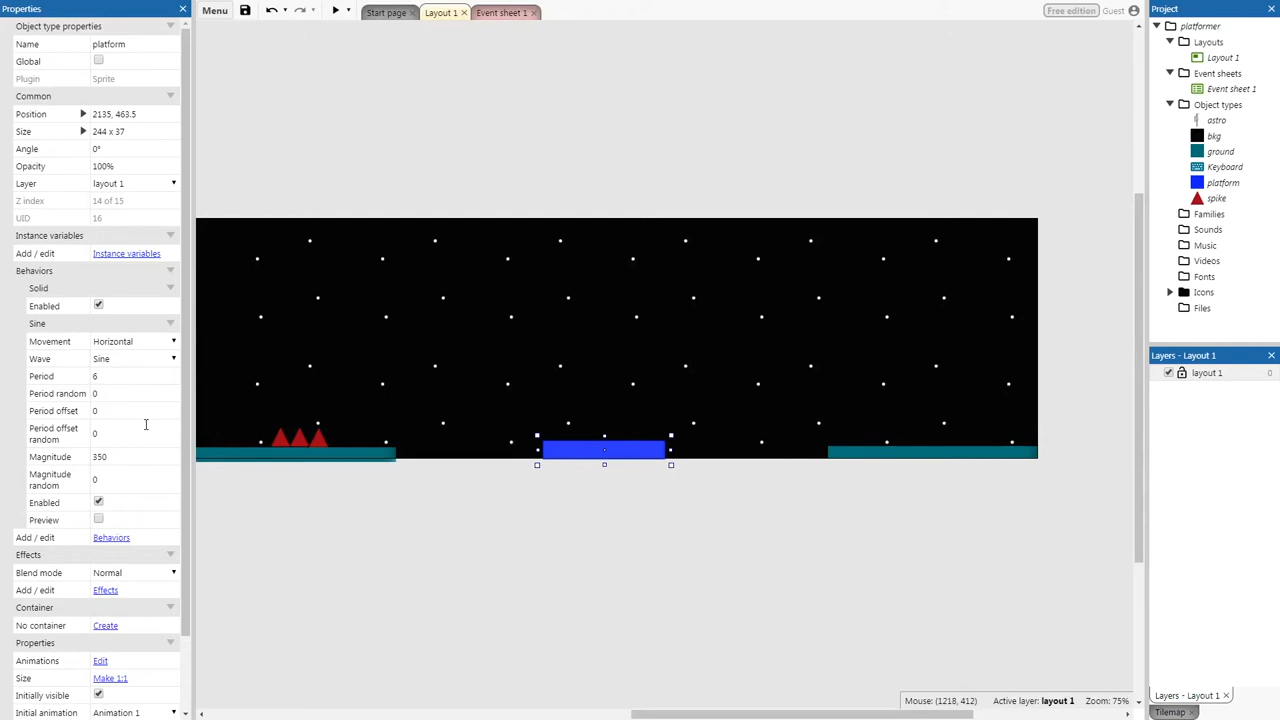 Properties
Object type properties
Name platform
Global
Plugin Sprite
Common
Position 2135, 463.5
Size 244 x 37
Angle 0°
Opacity 100%
Layer layout 1
Z index 14 of 15
UID 16
Instance variables
Add / edit Instance variables
Behaviors
Solid
Enabled
Sine
Movement Horizontal
Wave Sine
Period 6
Period random 0
Period offset 0
Period offset random 0
Magnitude 350
Magnitude random 0
Enabled
Preview
Add / edit Behaviors
Effects
Blend mode Normal
Add / edit Effects
Container
No container Create
Properties
Animations Edit
Size Make 1:1
Initially visible
Initial animation Animation 1
Menu
Start page
Layout 1
Event sheet 1
Free edition
Guest
Mouse: (1218, 412)
Active layer: layout 1
Zoom: 75%
Project
platformer
Layouts
Layout 1
Event sheets
Event sheet 1
Object types
astro
bkg
ground
Keyboard
platform
spike
Families
Sounds
Music
Videos
Fonts
Icons
Files
Layers - Layout 1
layout 1 0
Layers - Layout 1
Tilemap